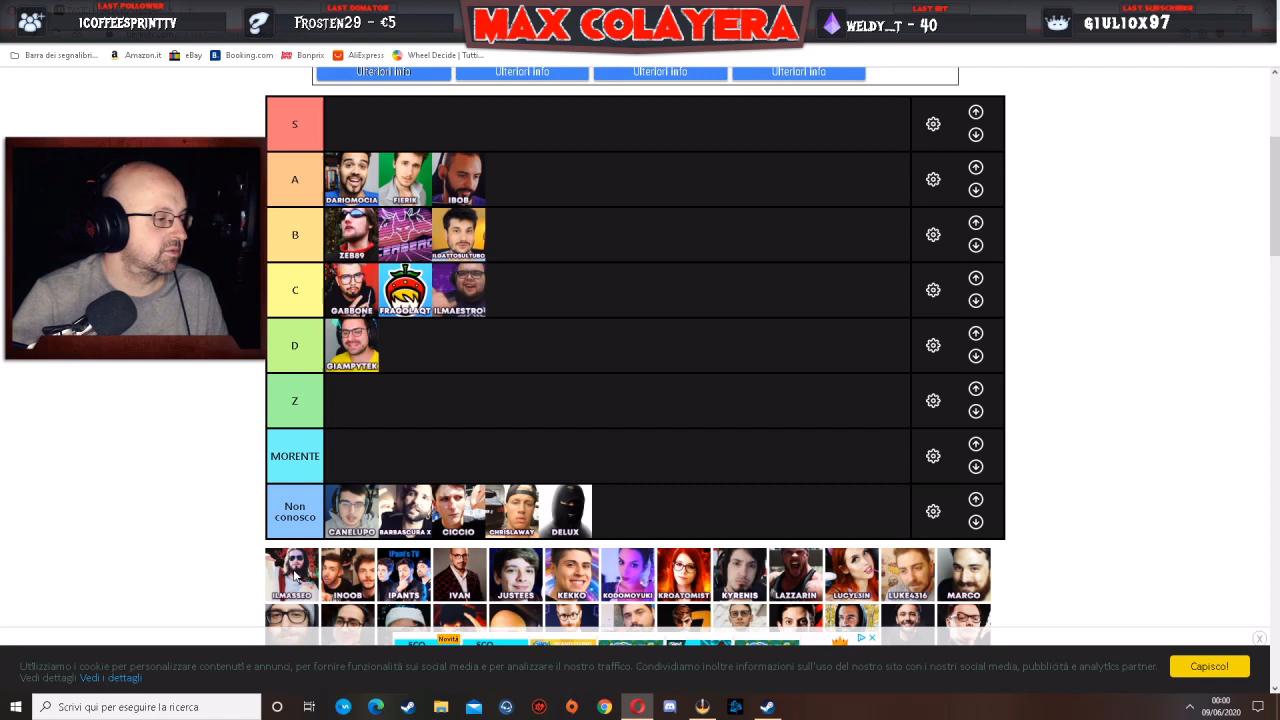 LAST FOLLOWER
ICOFFEESPRINTTV
LAST DONATOR
FROSTEN29 - €5
MAX COLAYERA
LAST BIT
WELDY_T - 40
LAST SUBSCRIBER
GIULIOX97
Barra dei segnalibri...
Amazon.it
eBay
Booking.com
Bonprix
AliExpress
Wheel Decide | Tutti...
Ulteriori info
Ulteriori info
Ulteriori info
Ulteriori info
S
A
DARIOMOCIA
FIERIK
IBOB
B
ZEB89
CERBERO
ILGATTOSULTUBO
C
GABBONE
FRAGOLAQT
ILMAESTRO
D
GIAMPYTEK
Z
MORENTE
Non
conosco
CANELUPO
BARBASCURA X
CICCIO
CHRISLAWAY
DELUX
iPant's TV
ILMASSEO
INOOB
IPANTS
IVAN
JUSTEES
KEKKO
KODOMOYUKI
KROATOMIST
KYRENIS
LAZZARIN
LUCYL3IN
LUKE4316
MARCO
Novità
Utilizziamo i cookie per personalizzare contenuti e annunci, per fornire funzionalità sui social media e per analizzare il nostro traffico. Condividiamo inoltre informazioni sull'uso del nostro sito con i nostri social media, pubblicità e analytics partner.
Vedi dettagli Vedi i dettagli
Capisco!
Scrivi qui per eseguire la ricerca
00:00
09/06/2020